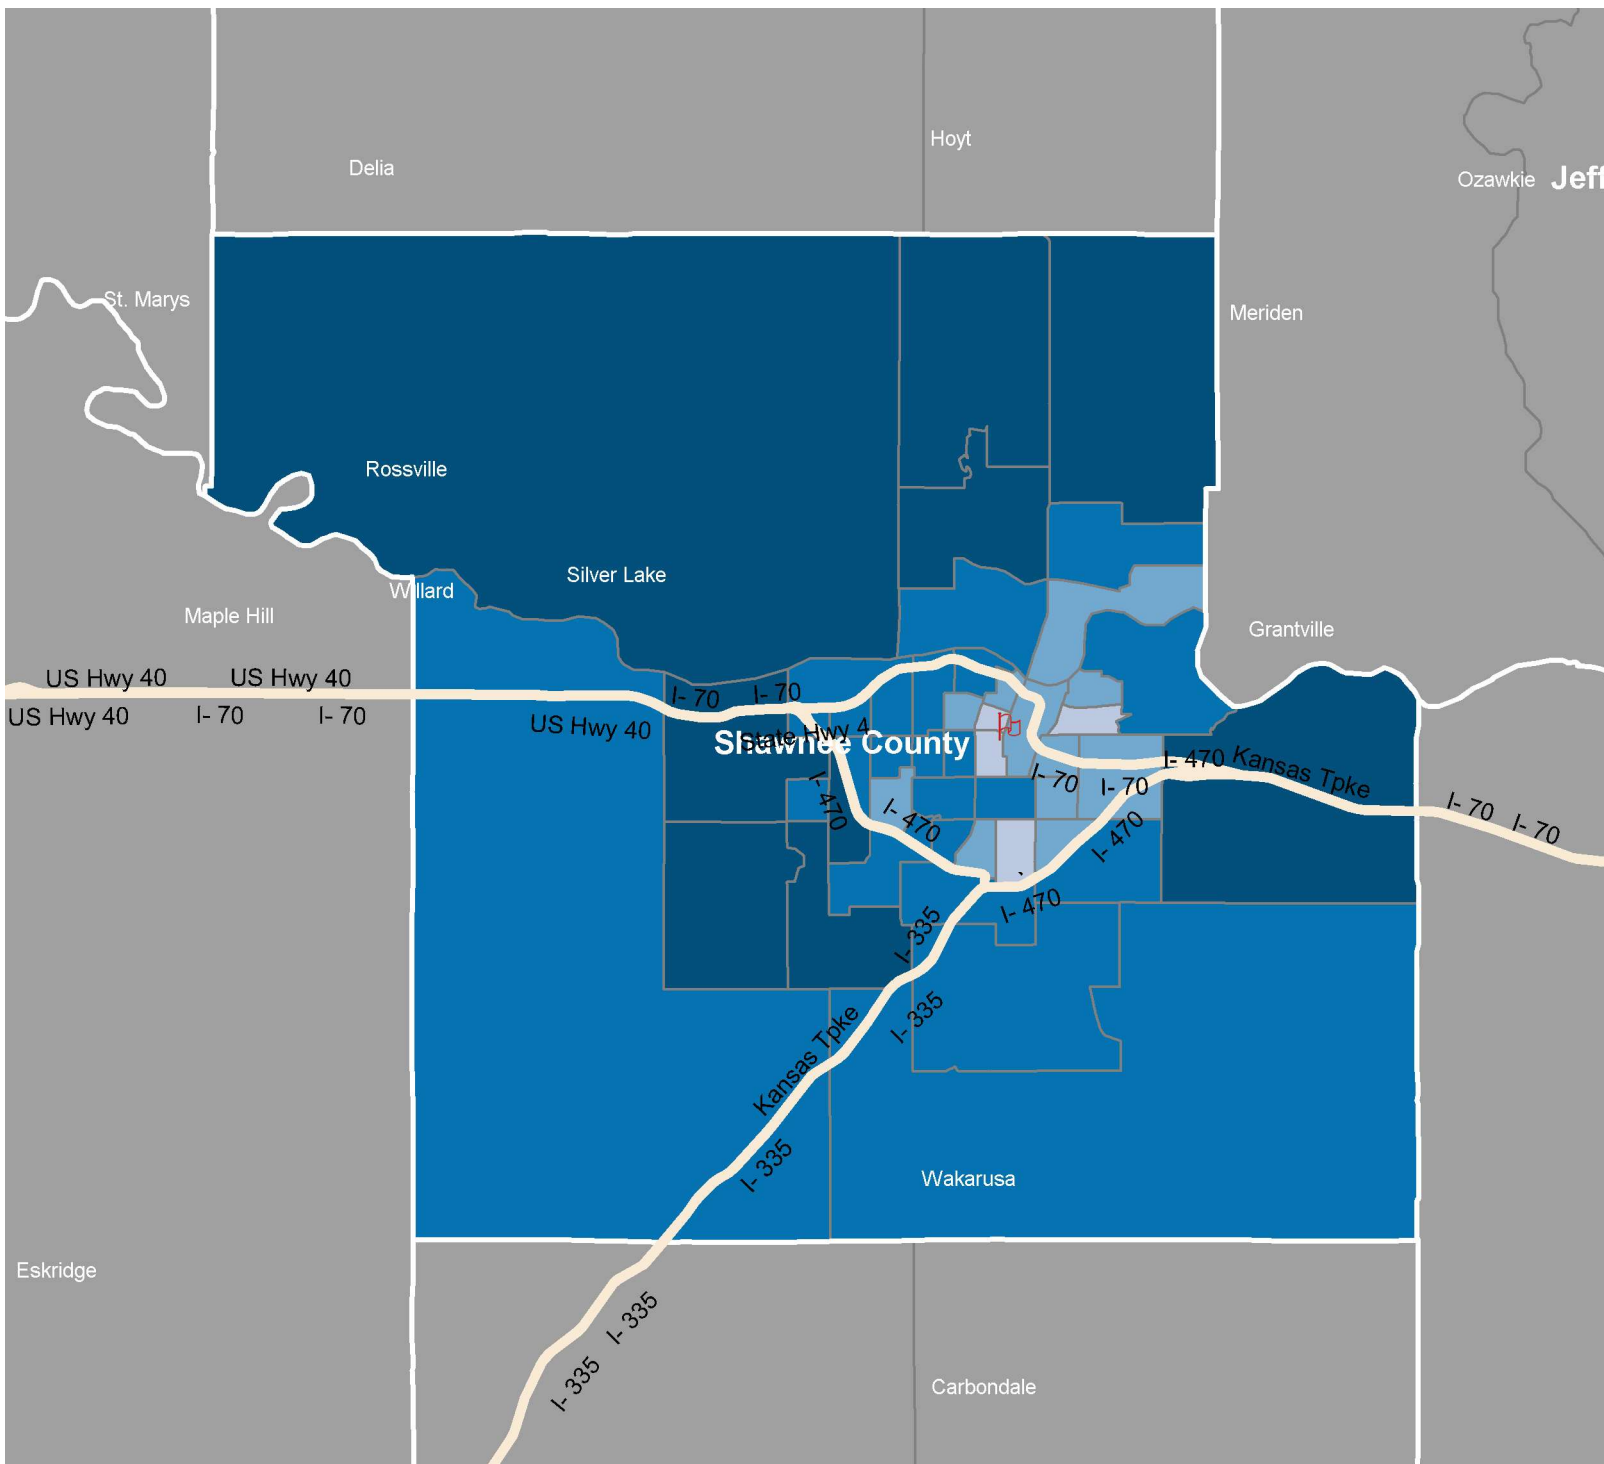 Hoyt
Delia
Ozawkie
Jeff
St. Marys
Meriden
Rossville
Silver Lake
Willard
Maple Hill
Grantville
US Hwy 40
US Hwy 40
I- 70
I- 70
US Hwy 40
I- 70
I- 70
US Hwy 40
State Hwy 4
Shawnee County
I- 470
Kansas Tpke
I- 70
I- 70
I- 470
I- 470
I- 470
I- 70
I- 70
I- 470
I- 335
I- 335
Kansas Tpke
I- 335
Wakarusa
Eskridge
I- 335
I- 335
Carbondale